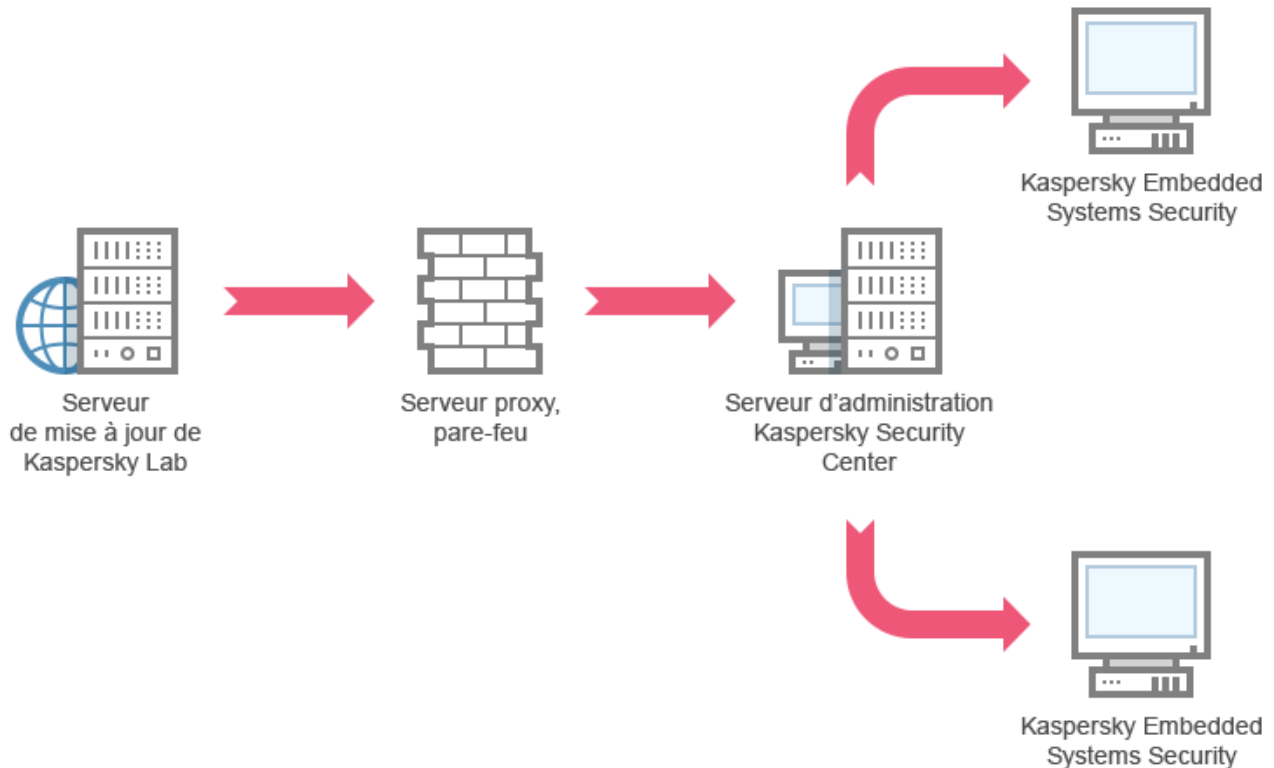 Kaspersky Embedded
Systems Security
Serveur
de mise à jour de
Kaspersky Lab
Serveur proxy,
pare-feu
Serveur d’administration
Kaspersky Security
Center
Kaspersky Embedded
Systems Security